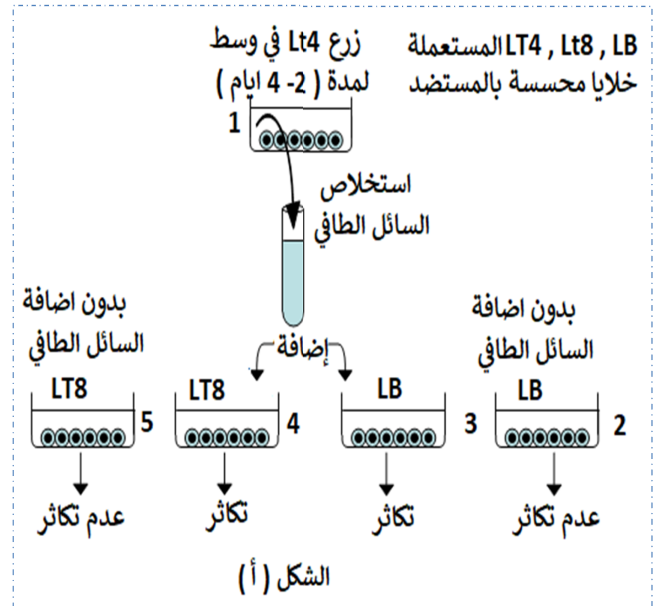 LT4 , Lt8 , LB المستعملة
خلايا محسسة بالمستضد
زرع Lt4 في وسط
لمدة ( 2- 4 ايام )
1
استخلاص
السائل الطافي
إضافة
بدون اضافة
السائل الطافي
LB
2
عدم تكاثر
LB
3
تكاثر
LT8
4
تكاثر
بدون اضافة
السائل الطافي
LT8
5
عدم تكاثر
الشكل ( أ )